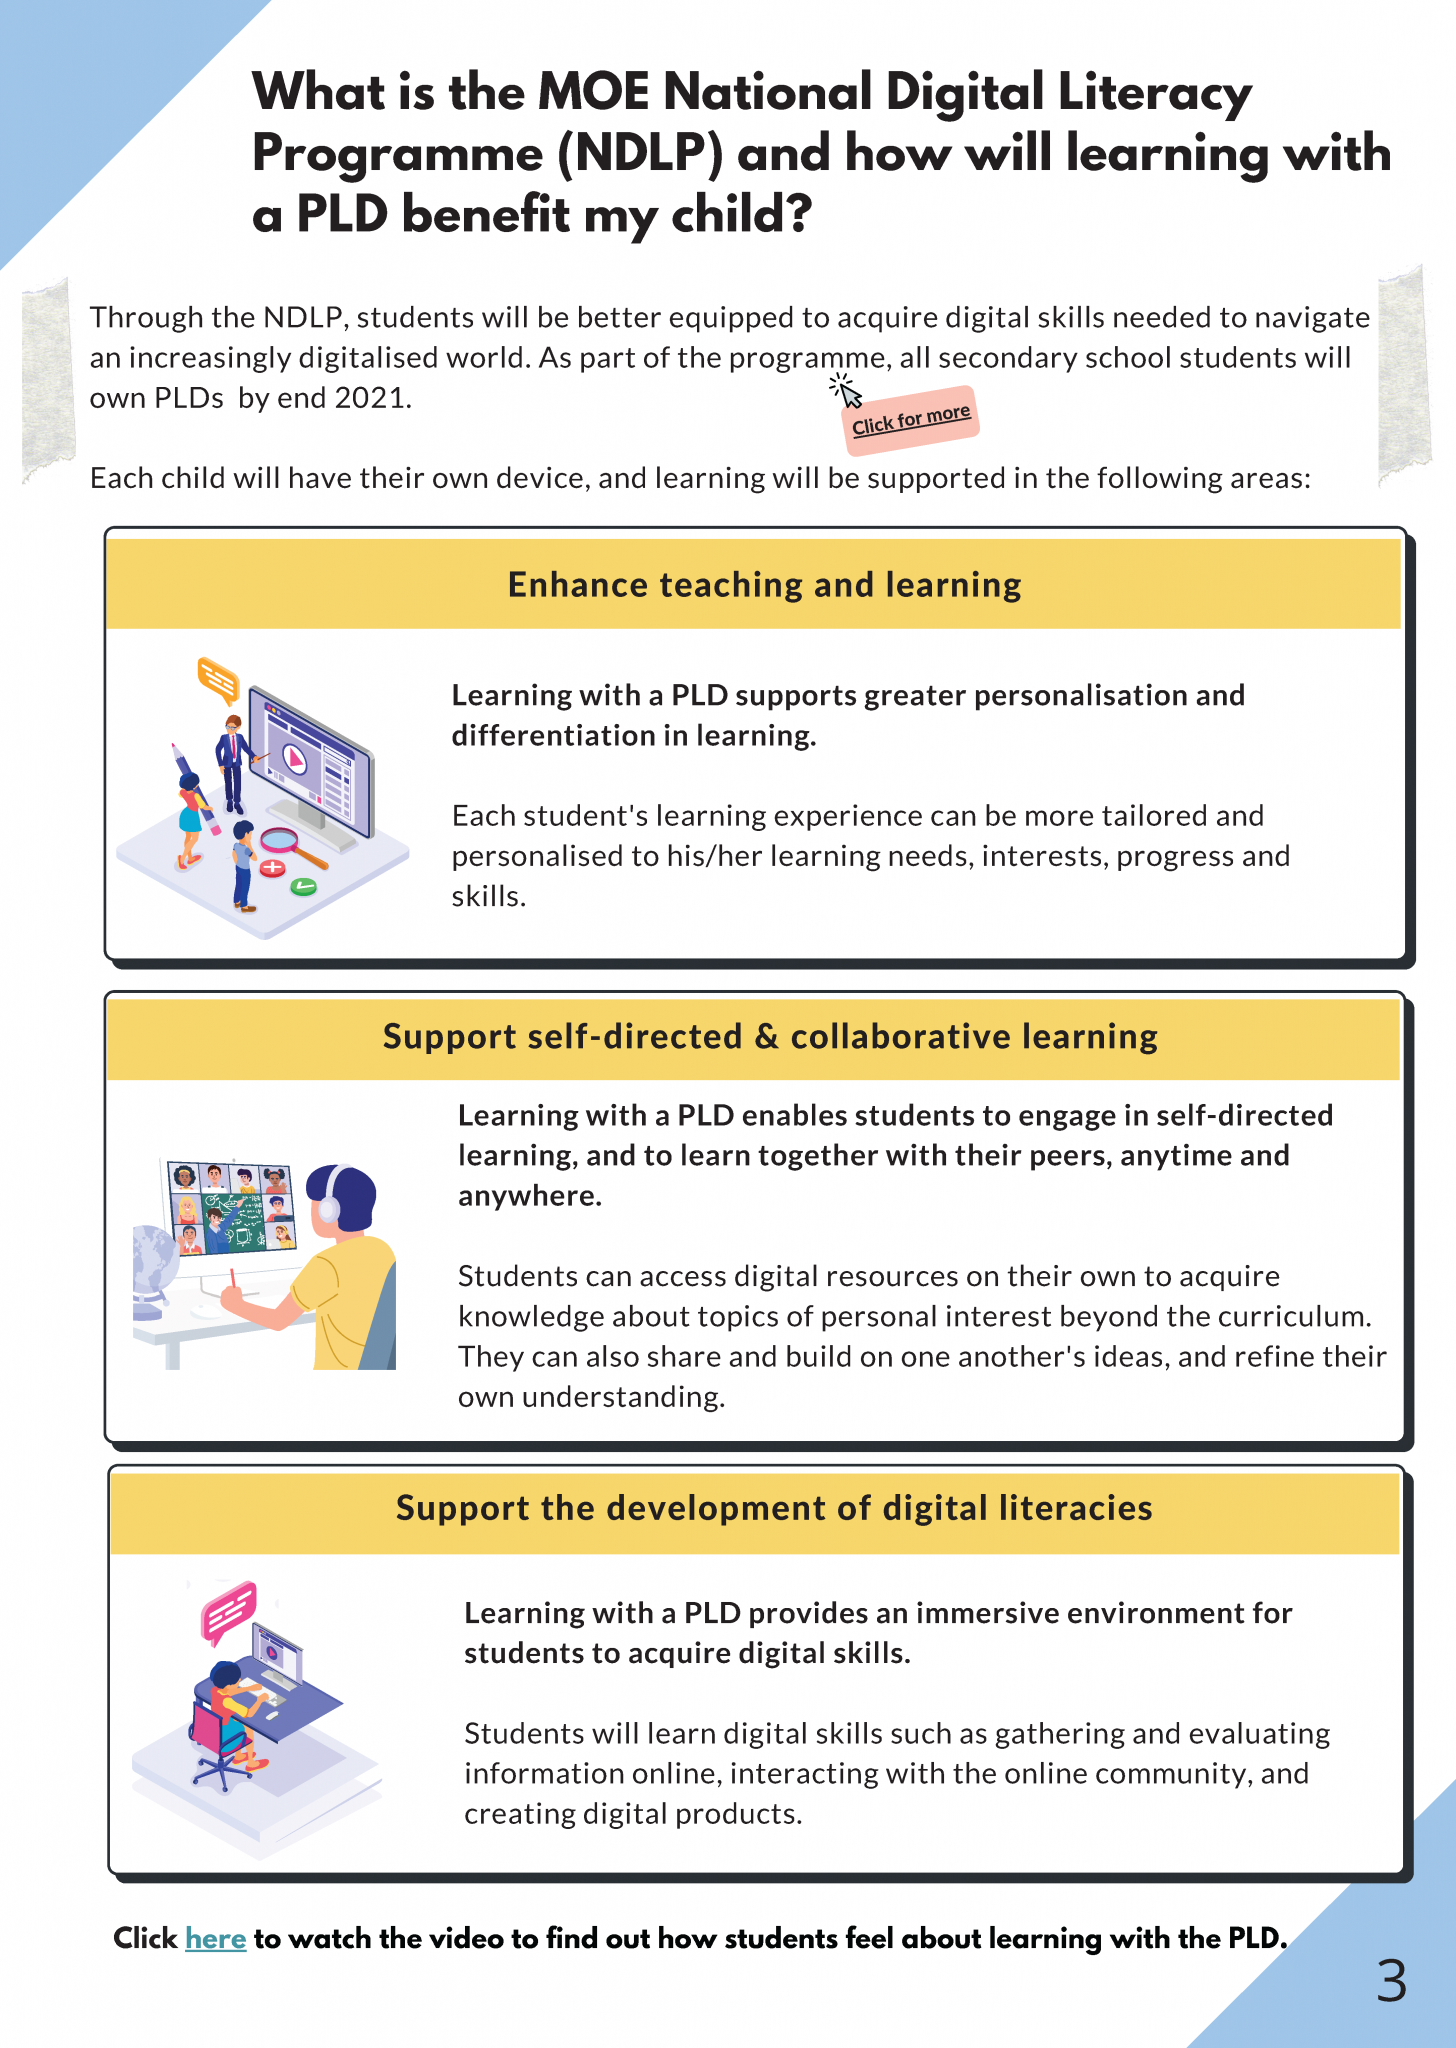 What is the MOE National Digital Literacy
Programme (NDLP) and how will learning with
a PLD benefit my child?
Through the NDLP, students will be better equipped to acquire digital skills needed to navigate
an increasingly digitalised world. As part of the programme, all secondary school students will
own PLDs by end 2021.
Click for more
Each child will have their own device, and learning will be supported in the following areas:
Enhance teaching and learning
Learning with a PLD supports greater personalisation and
differentiation in learning.
Each student's learning experience can be more tailored and
personalised to his/her learning needs, interests, progress and
skills.
Support self-directed & collaborative learning
Learning with a PLD enables students to engage in self-directed
learning, and to learn together with their peers, anytime and
anywhere.
Students can access digital resources on their own to acquire
knowledge about topics of personal interest beyond the curriculum.
They can also share and build on one another's ideas, and refine their
own understanding.
Support the development of digital literacies
Learning with a PLD provides an immersive environment for
students to acquire digital skills.
Students will learn digital skills such as gathering and evaluating
information online, interacting with the online community, and
creating digital products.
Click here to watch the video to find out how students feel about learning with the PLD.
3